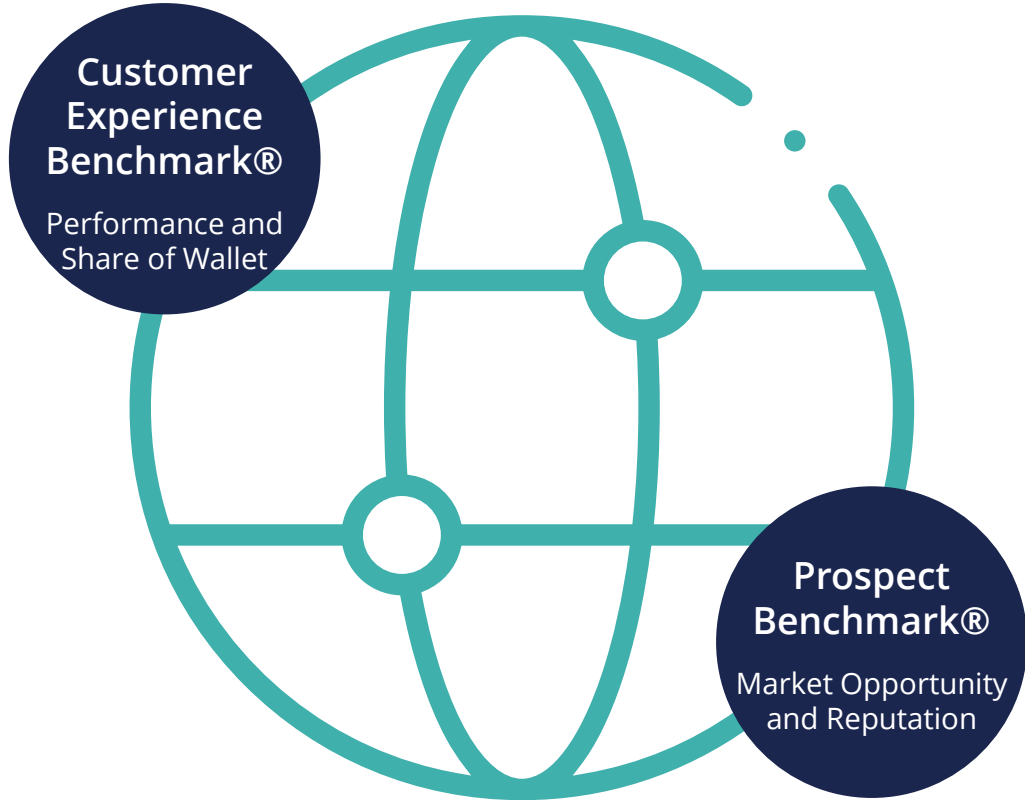 Customer
Experience
Benchmark®
Performance and
Share of Wallet
Prospect
Benchmark®
Market Opportunity
and Reputation